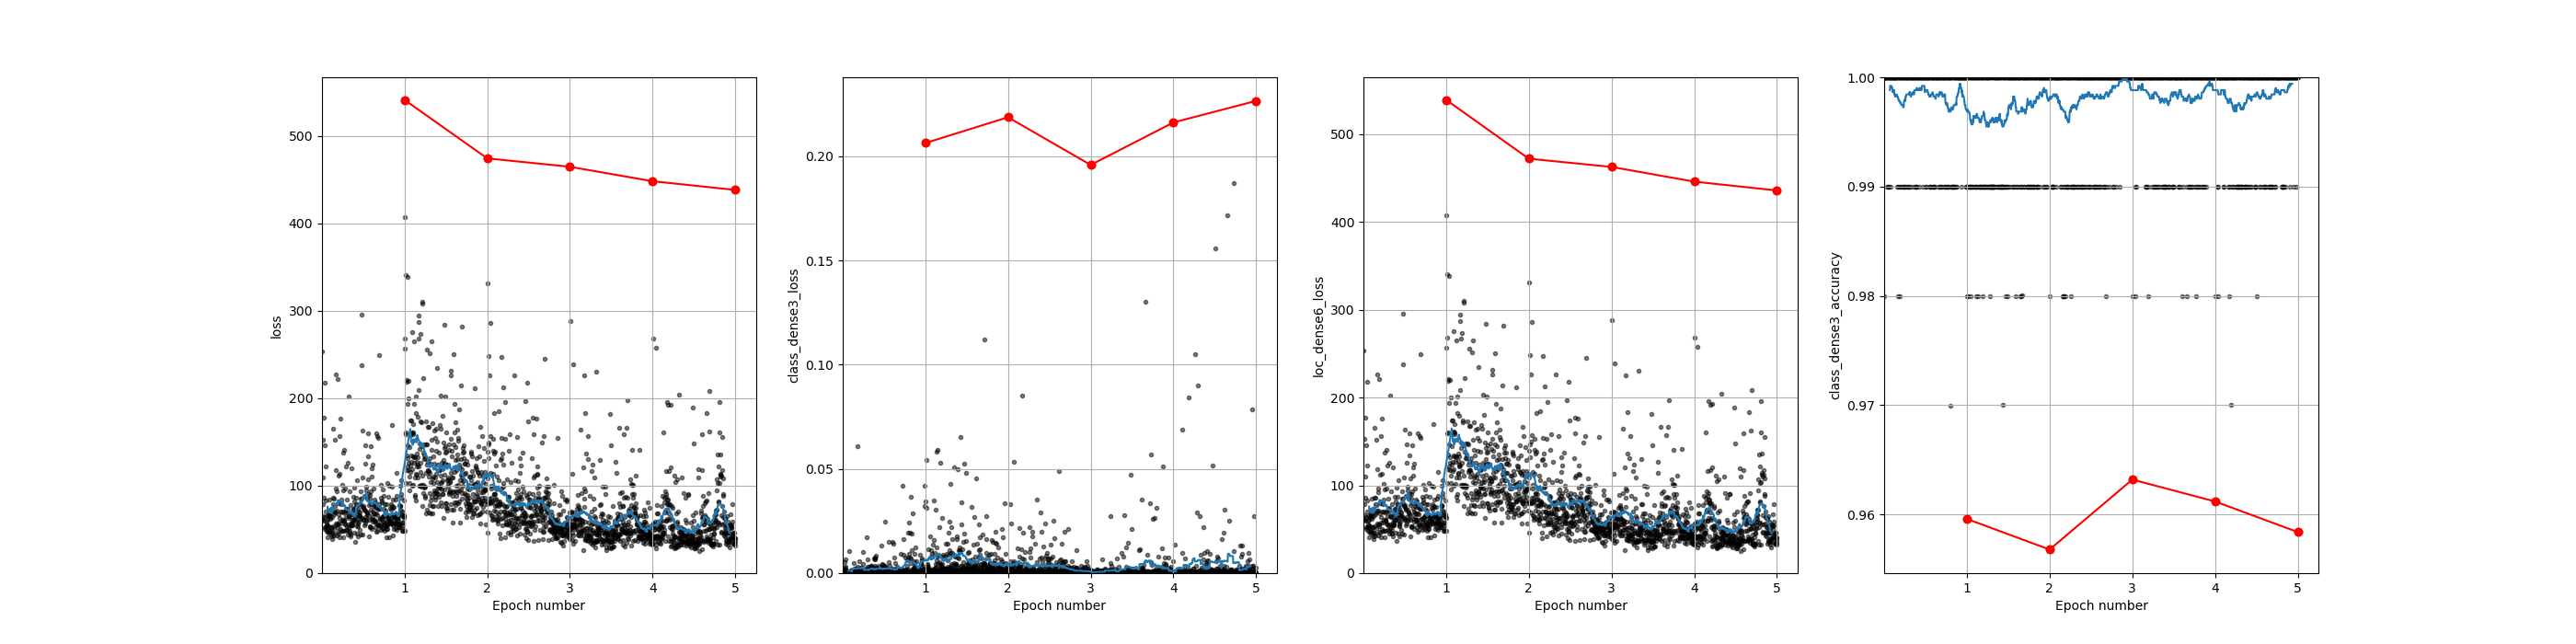 loss
500
400
300
200
100
0
1 2 3 4 5
Epoch number
class_dense3_loss
0.20
0.15
0.10
0.05
0.00
1 2 3 4 5
Epoch number
loc_dense6_loss
500
400
300
200
100
0
1 2 3 4 5
Epoch number
class_dense3_accuracy
1.00
0.99
0.98
0.97
0.96
1 2 3 4 5
Epoch number